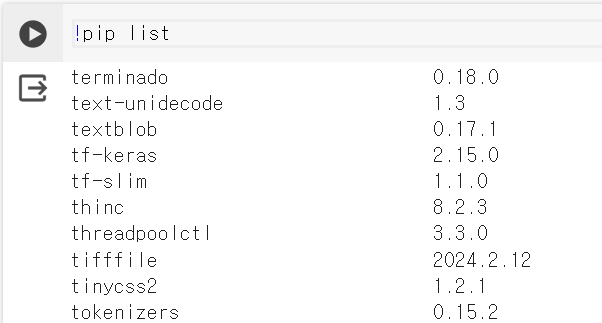 !pip list
terminado 0.18.0
text-unidecode 1.3
textblob 0.17.1
tf-keras 2.15.0
tf-slim 1.1.0
thinc 8.2.3
threadpoolctl 3.3.0
tifffile 2024.2.12
tinycss2 1.2.1
tokenizers 0.15.2